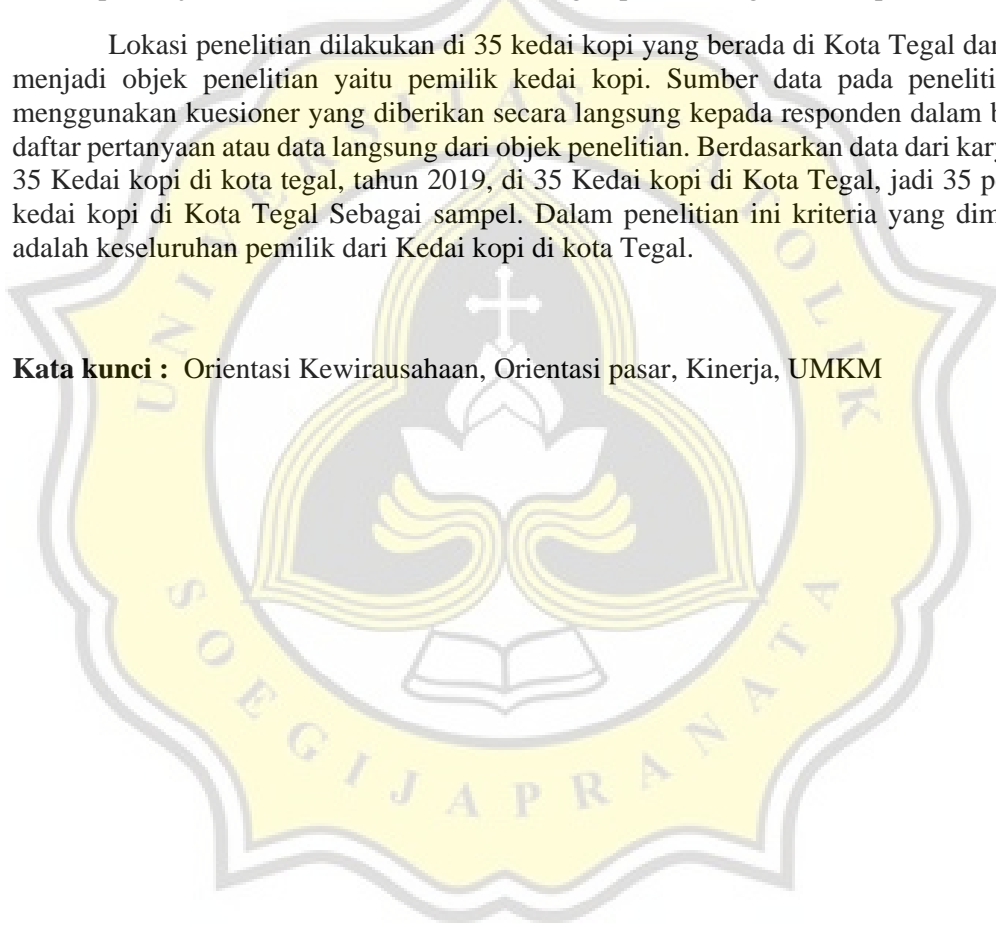 Lokasi penelitian dilakukan di 35 kedai kopi yang berada di Kota Tegal dan
menjadi objek penelitian yaitu pemilik kedai kopi. Sumber data pada
menggunakan kuesioner yang diberikan secara langsung kepada responden dalam
daftar pertanyaan atau data langsung dari objek penelitian. Berdasarkan data dari
35 Kedai kopi di kota tegal, tahun 2019, di 35 Kedai kopi di Kota Tegal, jadi 35
kedai kopi di Kota Tegal Sebagai sampel. Dalam penelitian ini kriteria yang
adalah keseluruhan pemilik dari Kedai kopi di kota Tegal.
Kata kunci : Orientasi Kewirausahaan, Orientasi pasar, Kinerja, UMKM
SOEGIJAPRANATA